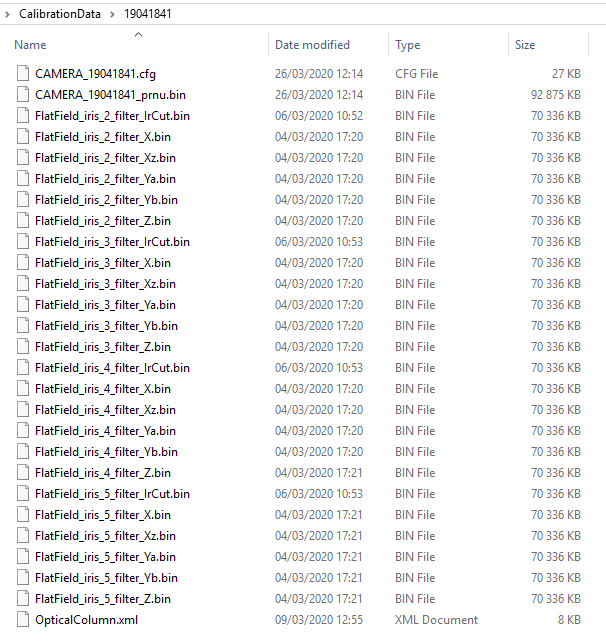 CalibrationData > 19041841
Name Date modified Type Size
CAMERA_19041841.cfg 26/03/2020 12:14 CFG File 27 KB
CAMERA_19041841_prnu.bin 26/03/2020 12:14 BIN File 92 875 KB
FlatField_iris_2_filter_IrCut.bin 06/03/2020 10:52 BIN File 70 336 KB
FlatField_iris_2_filter_X.bin 04/03/2020 17:20 BIN File 70 336 KB
FlatField_iris_2_filter_Xz.bin 04/03/2020 17:20 BIN File 70 336 KB
FlatField_iris_2_filter_Ya.bin 04/03/2020 17:20 BIN File 70 336 KB
FlatField_iris_2_filter_Yb.bin 04/03/2020 17:20 BIN File 70 336 KB
FlatField_iris_2_filter_Z.bin 04/03/2020 17:20 BIN File 70 336 KB
FlatField_iris_3_filter_IrCut.bin 06/03/2020 10:53 BIN File 70 336 KB
FlatField_iris_3_filter_X.bin 04/03/2020 17:20 BIN File 70 336 KB
FlatField_iris_3_filter_Xz.bin 04/03/2020 17:20 BIN File 70 336 KB
FlatField_iris_3_filter_Ya.bin 04/03/2020 17:20 BIN File 70 336 KB
FlatField_iris_3_filter_Yb.bin 04/03/2020 17:20 BIN File 70 336 KB
FlatField_iris_3_filter_Z.bin 04/03/2020 17:20 BIN File 70 336 KB
FlatField_iris_4_filter_IrCut.bin 06/03/2020 10:53 BIN File 70 336 KB
FlatField_iris_4_filter_X.bin 04/03/2020 17:20 BIN File 70 336 KB
FlatField_iris_4_filter_Xz.bin 04/03/2020 17:20 BIN File 70 336 KB
FlatField_iris_4_filter_Ya.bin 04/03/2020 17:20 BIN File 70 336 KB
FlatField_iris_4_filter_Yb.bin 04/03/2020 17:20 BIN File 70 336 KB
FlatField_iris_4_filter_Z.bin 04/03/2020 17:21 BIN File 70 336 KB
FlatField_iris_5_filter_IrCut.bin 06/03/2020 10:53 BIN File 70 336 KB
FlatField_iris_5_filter_X.bin 04/03/2020 17:21 BIN File 70 336 KB
FlatField_iris_5_filter_Xz.bin 04/03/2020 17:21 BIN File 70 336 KB
FlatField_iris_5_filter_Ya.bin 04/03/2020 17:21 BIN File 70 336 KB
FlatField_iris_5_filter_Yb.bin 04/03/2020 17:21 BIN File 70 336 KB
FlatField_iris_5_filter_Z.bin 04/03/2020 17:21 BIN File 70 336 KB
OpticalColumn.xml 09/03/2020 12:55 XML Document 8 KB